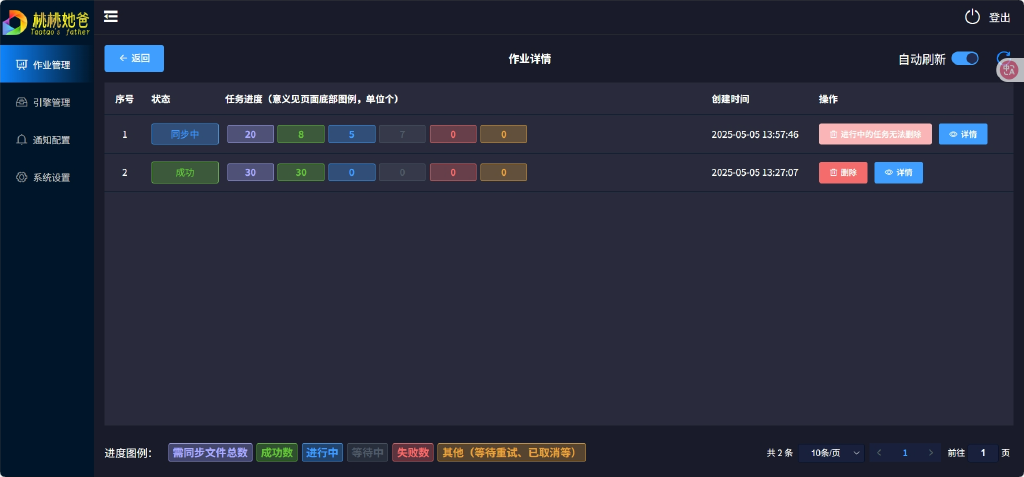 桃桃她爸
Taotao's father
登出
作业管理
引擎管理
通知配置
系统设置
返回
作业详情
自动刷新
序号 状态 任务进度（意义见页面底部图例，单位个） 创建时间 操作
1 同步中 20 8 5 7 0 0 2025-05-05 13:57:46 进行中的任务无法删除 详情
2 成功 30 30 0 0 0 0 2025-05-05 13:27:07 删除 详情
进度图例： 需同步文件总数 成功数 进行中 等待中 失败数 其他（等待重试、已取消等） 共 2 条 10条/页 1 前往 1 页